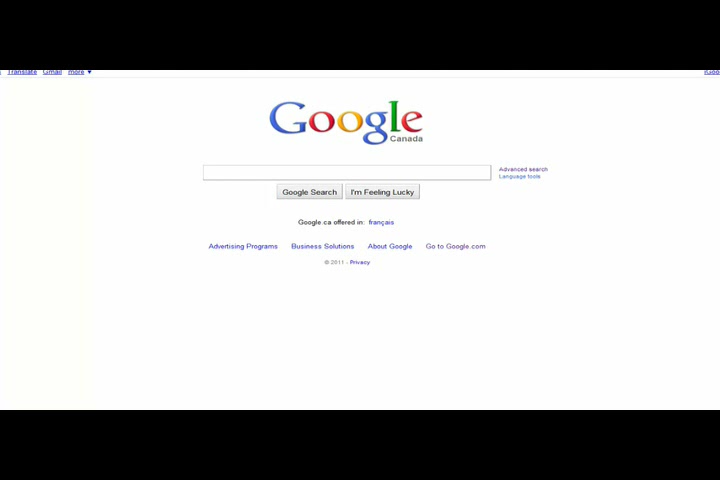 Translate Gmail more ▼
Google
Canada
Advanced search
Language tools
Google Search I'm Feeling Lucky
Google.ca offered in: français
Advertising Programs Business Solutions About Google Go to Google.com
© 2011 - Privacy